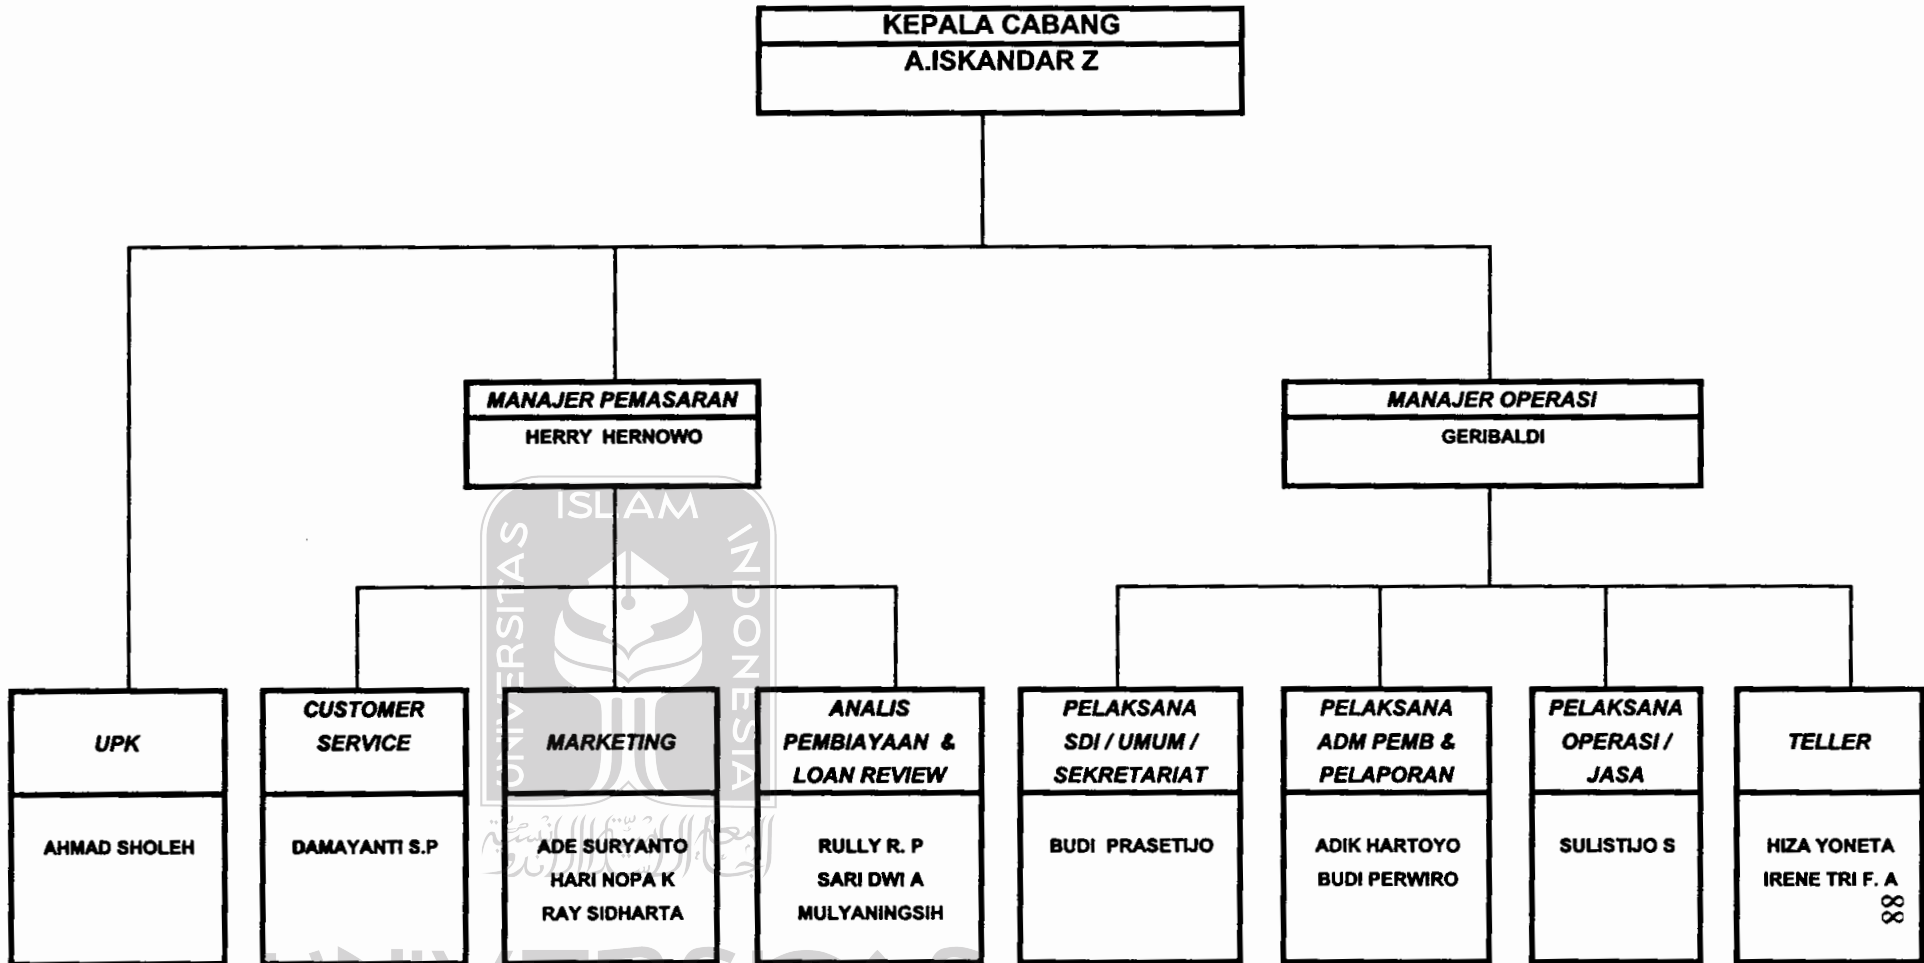 KEPALA CABANG
A.ISKANDAR Z
MANAJER PEMASARAN
HERRY HERNOWO
MANAJER OPERASI
GERIBALDI
UNIVERSITAS
ISLAM
INDONESIA
UPK
AHMAD SHOLEH
CUSTOMER
SERVICE
DAMAYANTI S.P
MARKETING
ADE SURYANTO
HARI NOPA K
RAY SIDHARTA
ANALIS
PEMBIAYAAN &
LOAN REVIEW
RULLY R. P
SARI DWI A
MULYANINGSIH
PELAKSANA
SDI / UMUM /
SEKRETARIAT
BUDI PRASETIJO
PELAKSANA
ADM PEMB &
PELAPORAN
ADIK HARTOYO
BUDI PERWIRO
PELAKSANA
OPERASI /
JASA
SULISTIJO S
TELLER
HIZA YONETA
IRENE TRI F. A
88
UNIVERSITAS